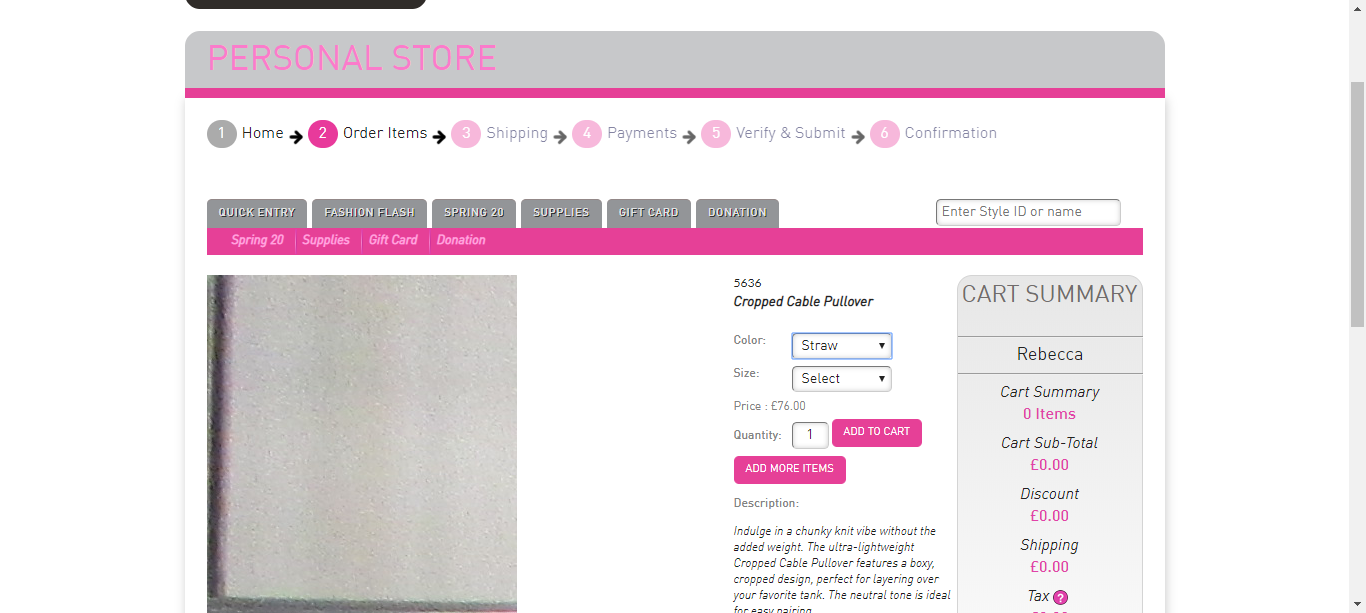 PERSONAL STORE
1 Home 2 Order Items 3 Shipping 4 Payments 5 Verify & Submit 6 Confirmation
QUICK ENTRY FASHION FLASH SPRING 20 SUPPLIES GIFT CARD DONATION
Enter Style ID or name
Spring 20 Supplies Gift Card Donation
5636
Cropped Cable Pullover
Color: Straw
Size: Select
Price : £76.00
Quantity: 1 ADD TO CART
ADD MORE ITEMS
Description:
Indulge in a chunky knit vibe without the
added weight. The ultra-lightweight
Cropped Cable Pullover features a boxy,
cropped design, perfect for layering over
your favorite tank. The neutral tone is ideal
for easy pairing
CART SUMMARY
Rebecca
Cart Summary
0 Items
Cart Sub-Total
£0.00
Discount
£0.00
Shipping
£0.00
Tax ?